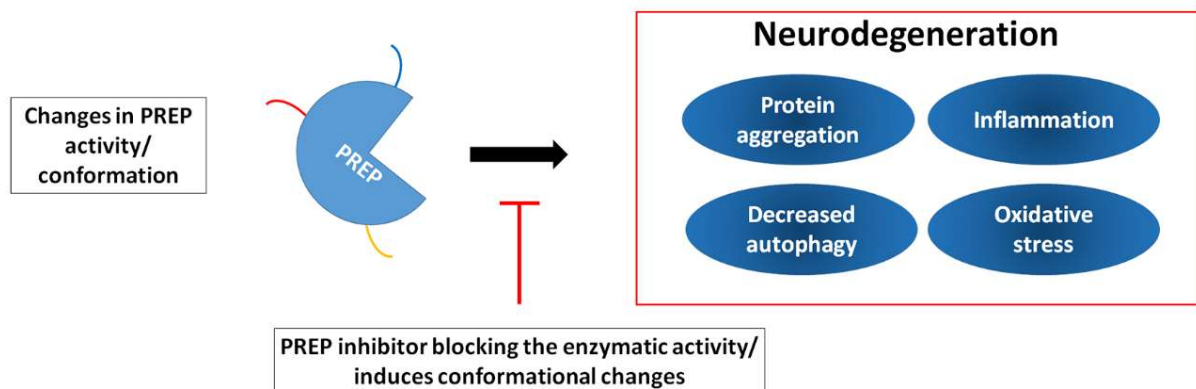 Neurodegeneration
Changes in PREP
activity/
conformation
PREP
Protein
aggregation
Inflammation
Decreased
autophagy
Oxidative
stress
PREP inhibitor blocking the enzymatic activity/
induces conformational changes